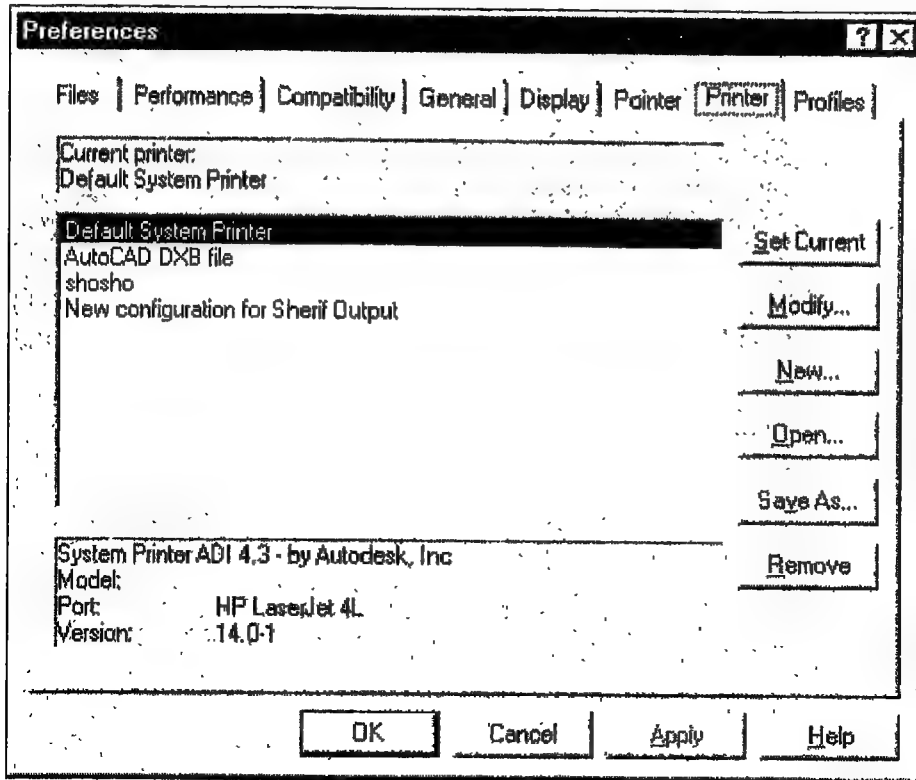 Preferences
Files Performance Compatibility General Display Pointer Printer Profiles
Current printer:
Default System Printer
Default System Printer
AutoCAD DXB file
shosho
New configuration for Sherif Output
Set Current
Modify...
New...
Open...
Save As...
Remove
System Printer ADI 4.3 - by Autodesk, Inc
Model:
Port: HP LaserJet 4L
Version: 14.0-1
OK Cancel Apply Help